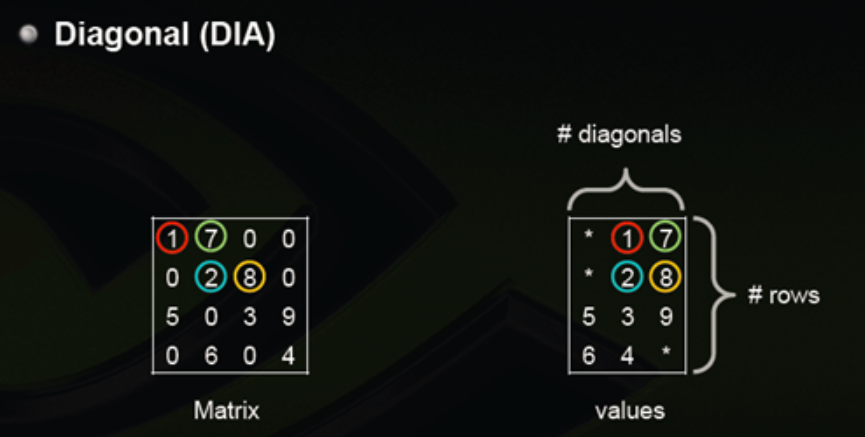 Diagonal (DIA)
# diagonals
1 7 0 0
0 2 8 0
5 0 3 9
0 6 0 4
* 1 7
* 2 8
5 3 9
6 4 *
# rows
Matrix
values